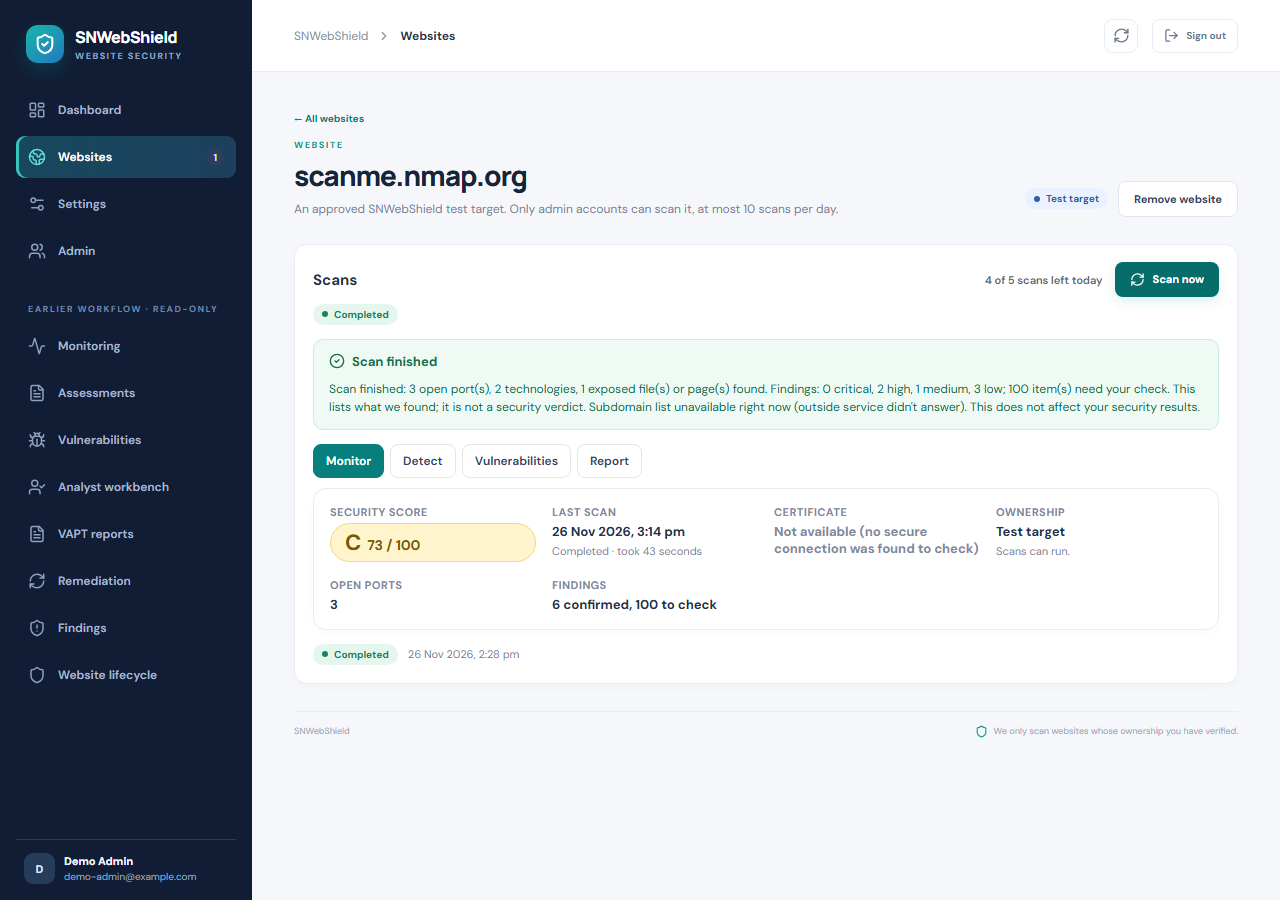 SNWebShield
WEBSITE SECURITY
Dashboard
Websites 1
Settings
Admin
EARLIER WORKFLOW · READ-ONLY
Monitoring
Assessments
Vulnerabilities
Analyst workbench
VAPT reports
Remediation
Findings
Website lifecycle
D
Demo Admin
demo-admin@example.com
SNWebShield > Websites
Sign out
← All websites
WEBSITE
scanme.nmap.org
An approved SNWebShield test target. Only admin accounts can scan it, at most 10 scans per day.
Test target
Remove website
Scans
4 of 5 scans left today
Scan now
Completed
Scan finished
Scan finished: 3 open port(s), 2 technologies, 1 exposed file(s) or page(s) found. Findings: 0 critical, 2 high, 1 medium, 3 low; 100 item(s) need your check. This
lists what we found; it is not a security verdict. Subdomain list unavailable right now (outside service didn't answer). This does not affect your security results.
Monitor Detect Vulnerabilities Report
SECURITY SCORE
C 73 / 100
LAST SCAN
26 Nov 2026, 3:14 pm
Completed · took 43 seconds
CERTIFICATE
Not available (no secure
connection was found to check)
OWNERSHIP
Test target
Scans can run.
OPEN PORTS
3
FINDINGS
6 confirmed, 100 to check
Completed 26 Nov 2026, 2:28 pm
SNWebShield
We only scan websites whose ownership you have verified.